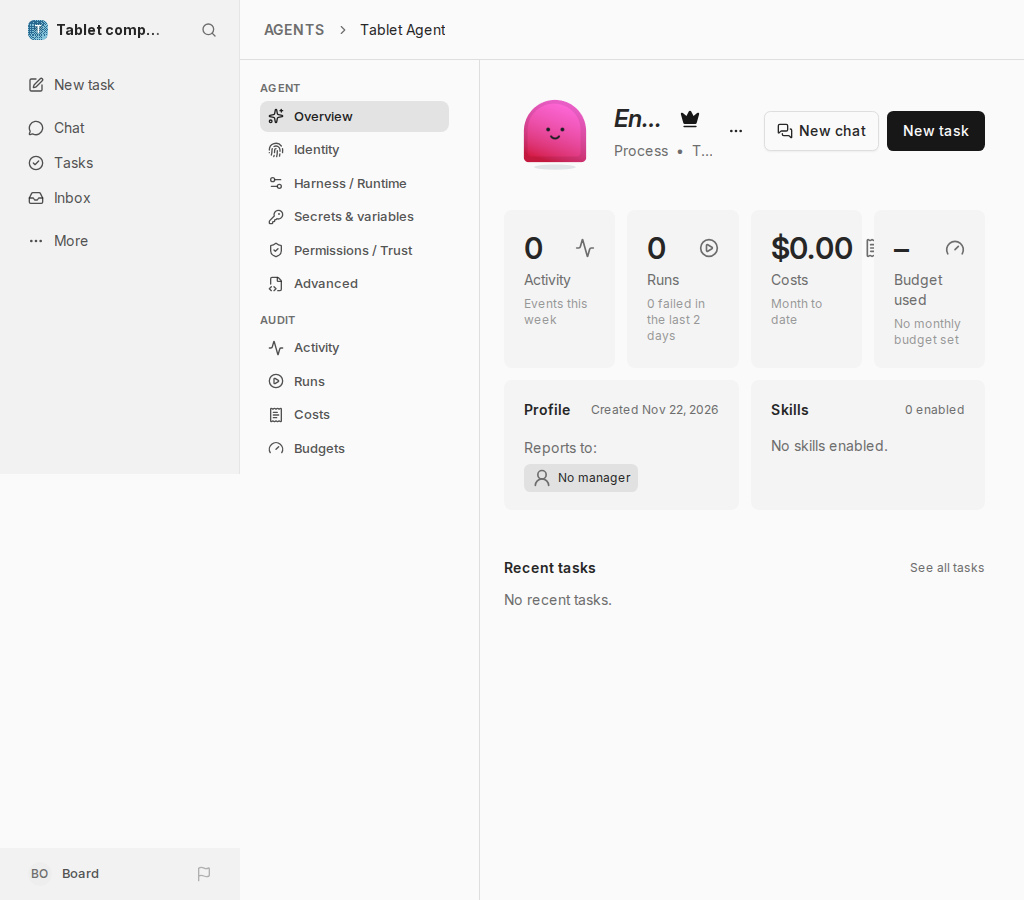 Tablet comp...
New task
Chat
Tasks
Inbox
More
BO Board
AGENTS > Tablet Agent
AGENT
Overview
Identity
Harness / Runtime
Secrets & variables
Permissions / Trust
Advanced
AUDIT
Activity
Runs
Costs
Budgets
En...
Process • T...
New chat
New task
0
Activity
Events this
week
0
Runs
0 failed in
the last 2
days
$0.00
Costs
Month to
date
–
Budget
used
No monthly
budget set
Profile
Created Nov 22, 2026
Reports to:
No manager
Skills
0 enabled
No skills enabled.
Recent tasks
See all tasks
No recent tasks.